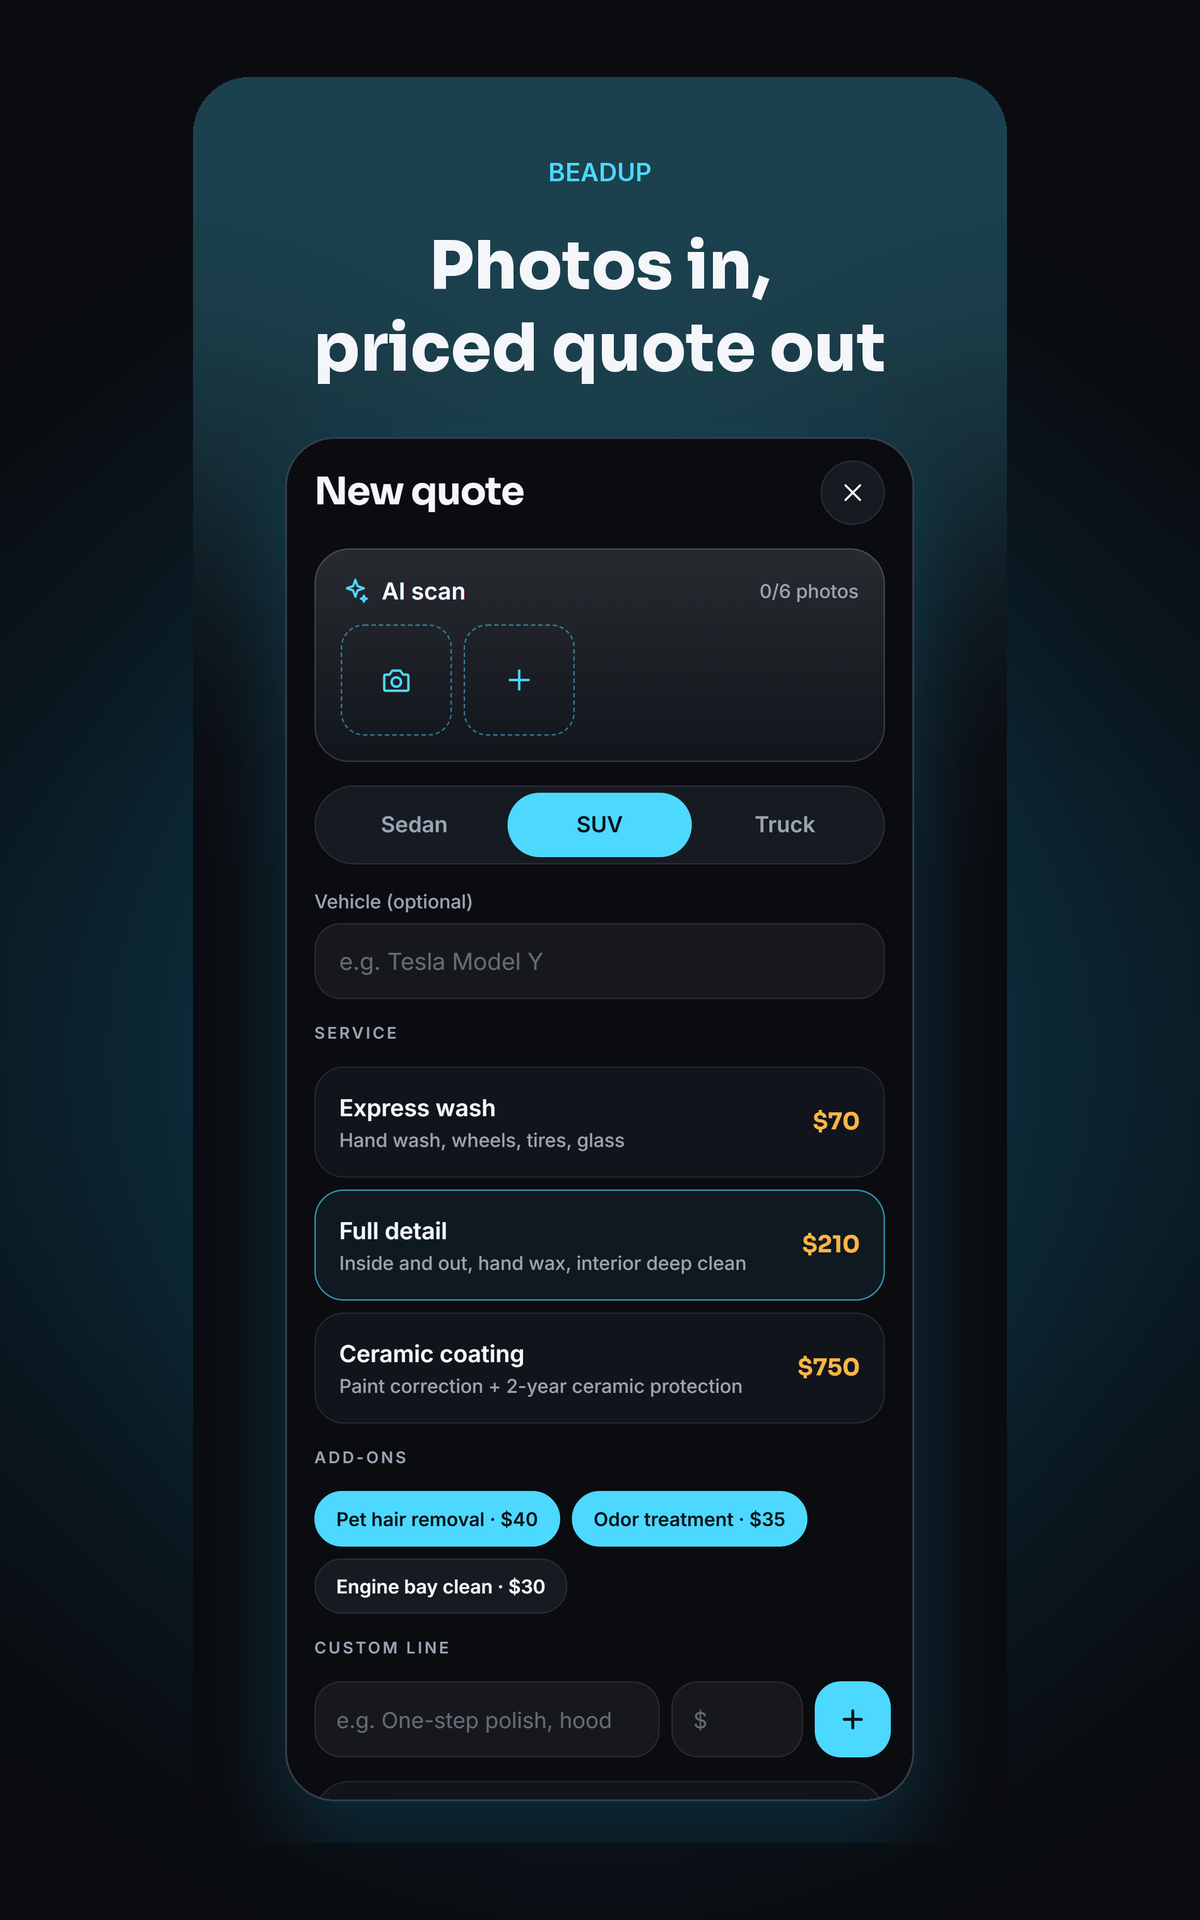 BEADUP
Photos in,
priced quote out
New quote
AI scan
0/6 photos
Sedan
SUV
Truck
Vehicle (optional)
e.g. Tesla Model Y
SERVICE
Express wash
$70
Hand wash, wheels, tires, glass
Full detail
$210
Inside and out, hand wax, interior deep clean
Ceramic coating
$750
Paint correction + 2-year ceramic protection
ADD-ONS
Pet hair removal · $40
Odor treatment · $35
Engine bay clean · $30
CUSTOM LINE
e.g. One-step polish, hood
$